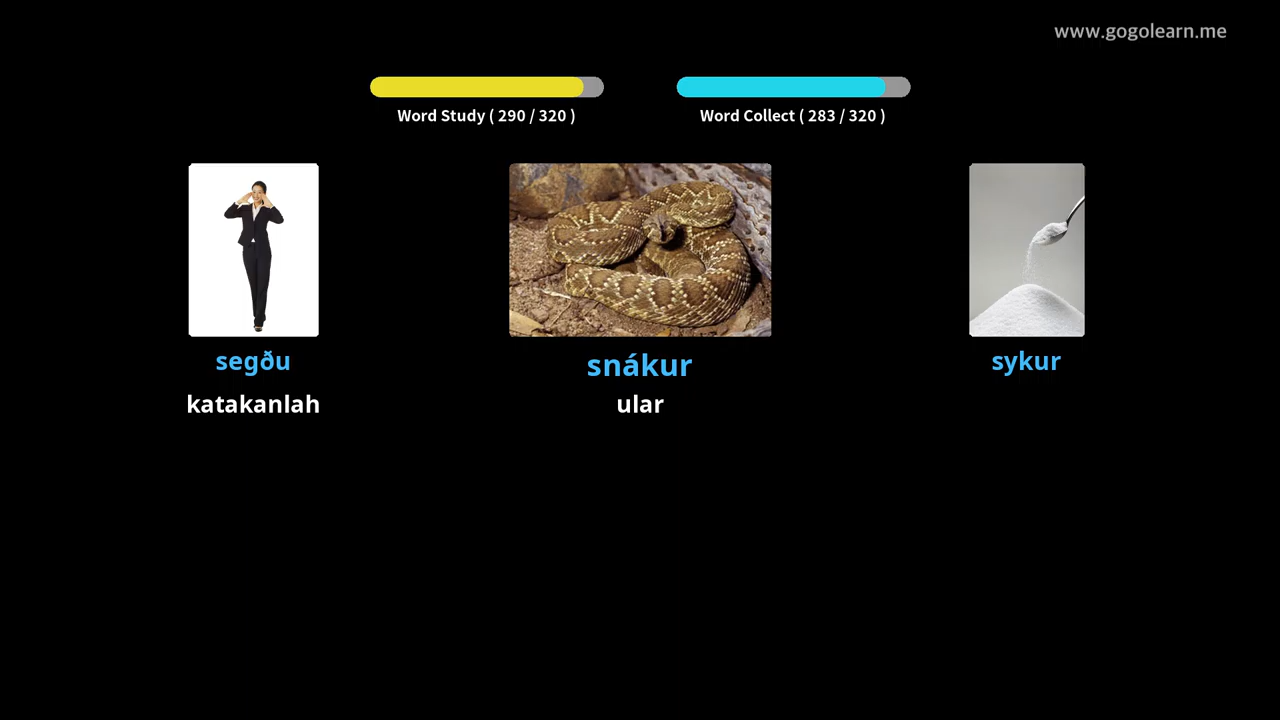 www.gogolearn.me
Word Study ( 290 / 320 )
Word Collect ( 283 / 320 )
segðu
snákur
sykur
katakanlah
ular